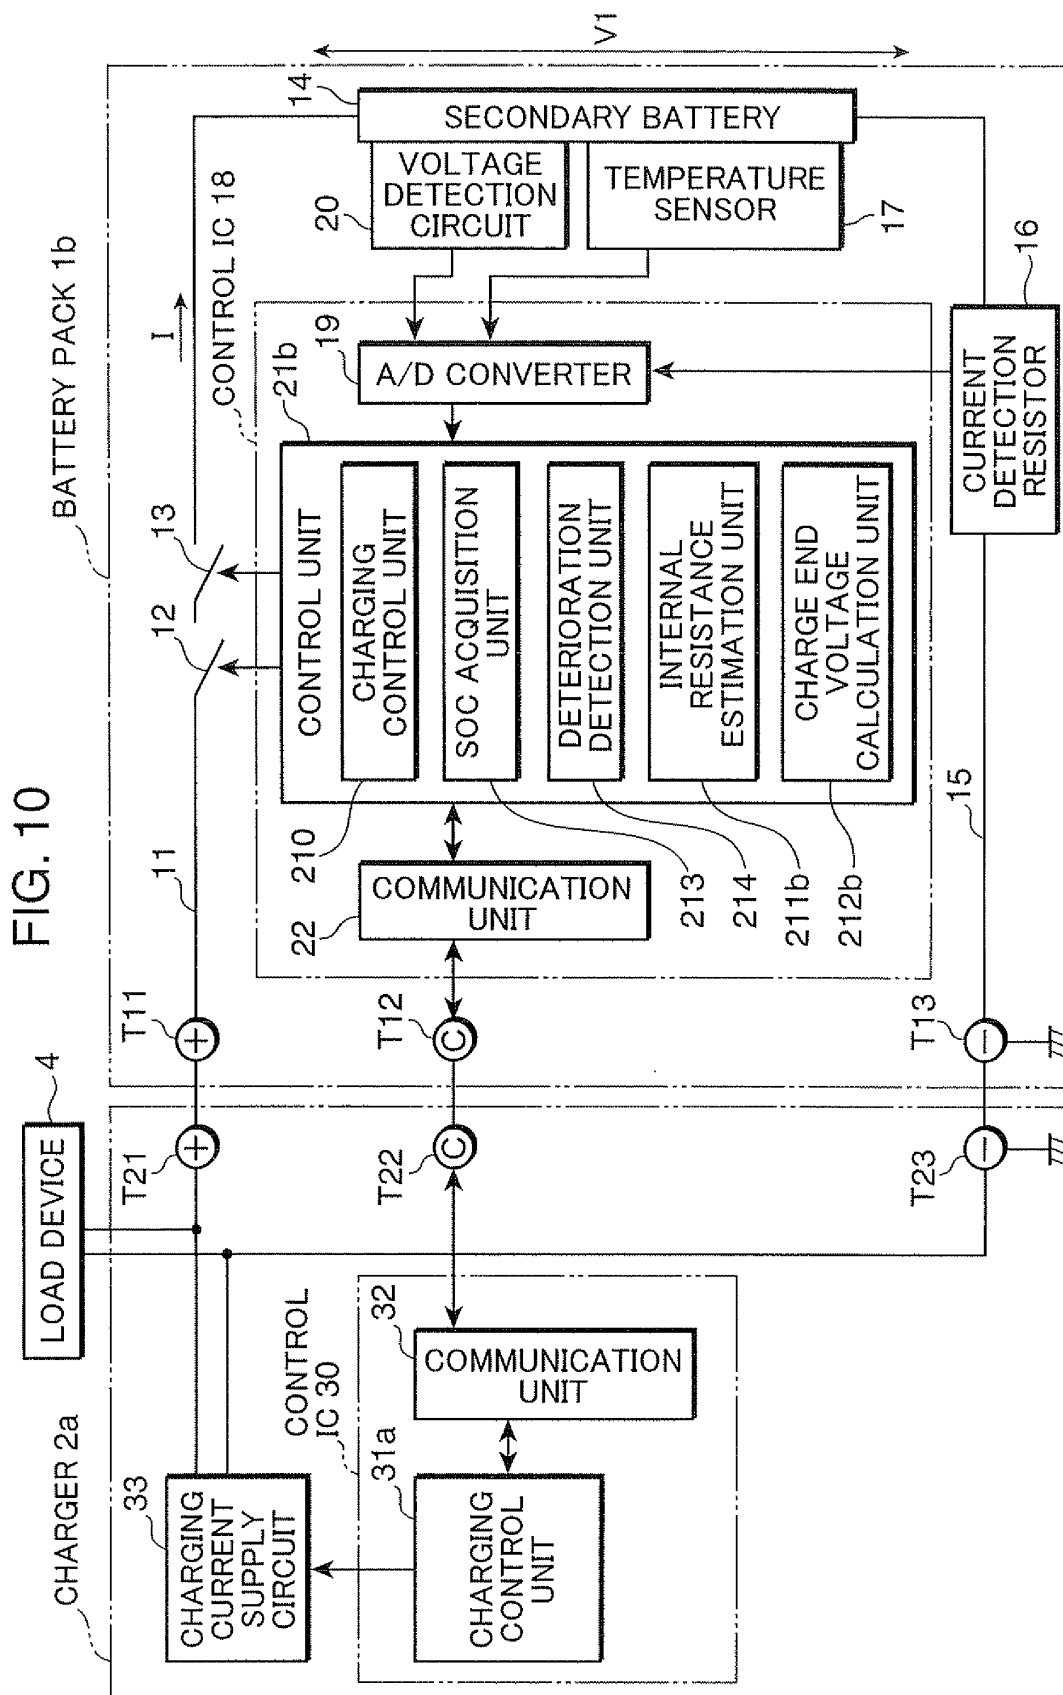 FIG. 10
CHARGER 2a
LOAD DEVICE
4
BATTERY PACK 1b
33
CHARGING
CURRENT
SUPPLY
CIRCUIT
T21
T11
11
12
13
I
CONTROL IC 18
CONTROL
IC 30
31a
CHARGING
CONTROL
UNIT
32
COMMUNICATION
UNIT
T22
C
T12
C
22
COMMUNICATION
UNIT
21b
CONTROL UNIT
210
CHARGING
CONTROL UNIT
213
SOC ACQUISITION
UNIT
214
DETERIORATION
DETECTION UNIT
211b
INTERNAL
RESISTANCE
ESTIMATION UNIT
212b
CHARGE END
VOLTAGE
CALCULATION UNIT
19
A/D CONVERTER
20
VOLTAGE
DETECTION
CIRCUIT
14
SECONDARY BATTERY
TEMPERATURE
SENSOR
17
V1
T23
T13
15
CURRENT
DETECTION
RESISTOR
16